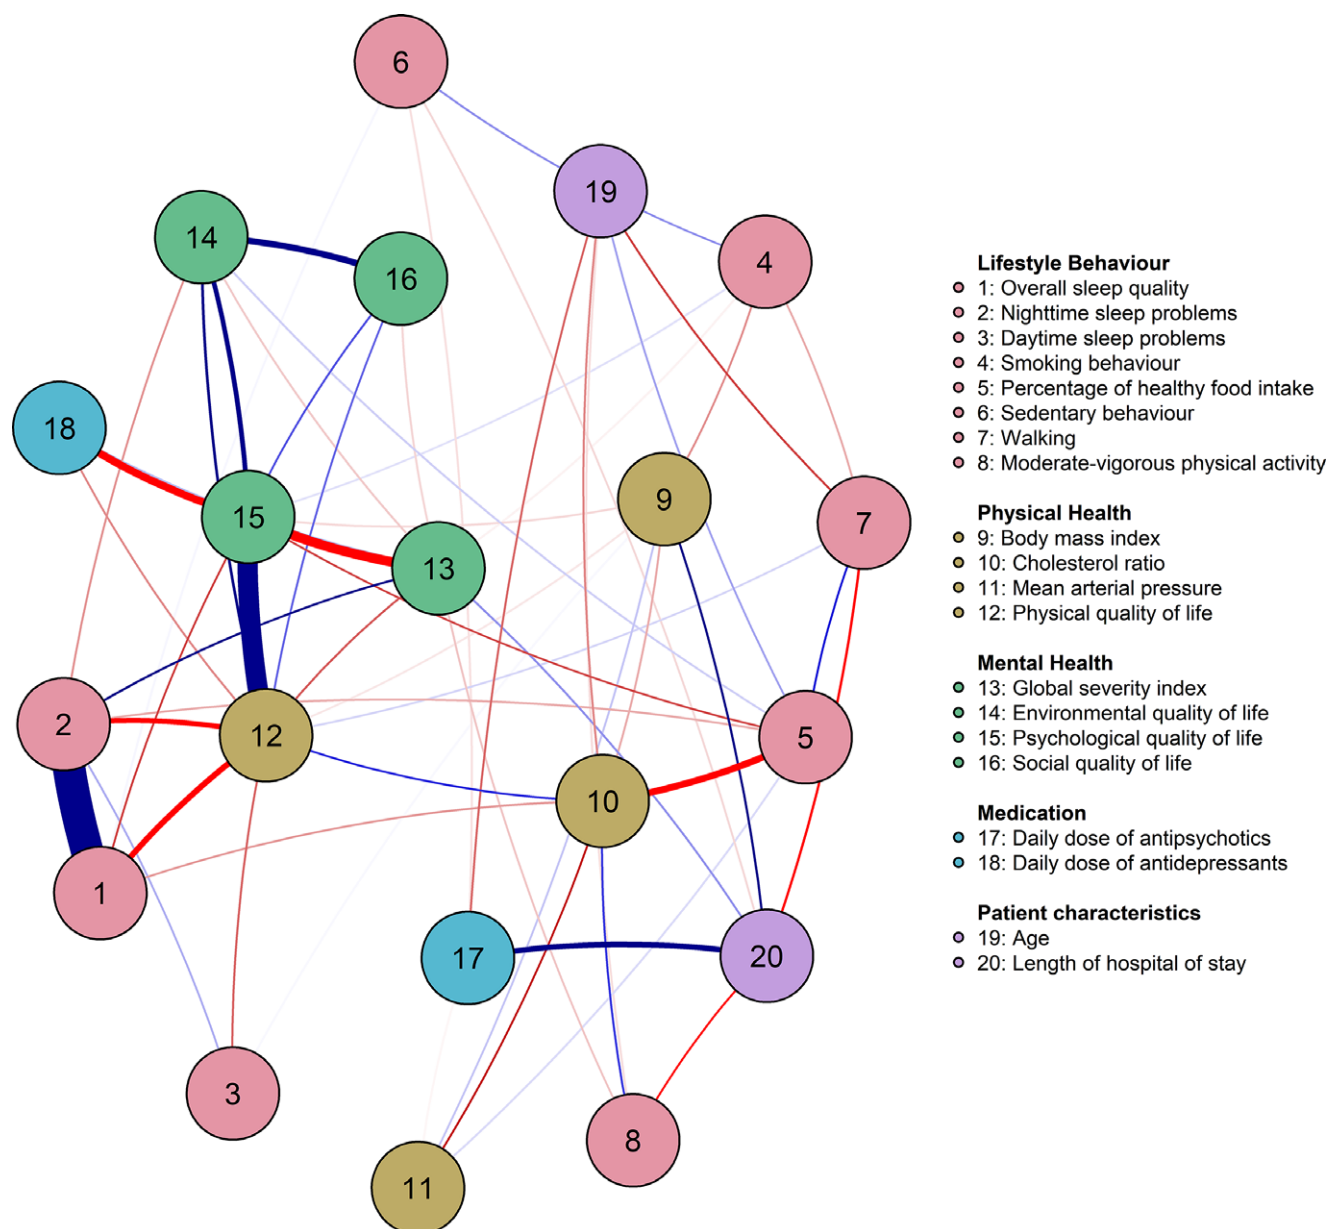 6
19
14
4
16
18
9
15
7
13
2
12
5
10
1
17
20
3
8
11
Lifestyle Behaviour
1: Overall sleep quality
2: Nighttime sleep problems
3: Daytime sleep problems
4: Smoking behaviour
5: Percentage of healthy food intake
6: Sedentary behaviour
7: Walking
8: Moderate-vigorous physical activity
Physical Health
9: Body mass index
10: Cholesterol ratio
11: Mean arterial pressure
12: Physical quality of life
Mental Health
13: Global severity index
14: Environmental quality of life
15: Psychological quality of life
16: Social quality of life
Medication
17: Daily dose of antipsychotics
18: Daily dose of antidepressants
Patient characteristics
19: Age
20: Length of hospital of stay